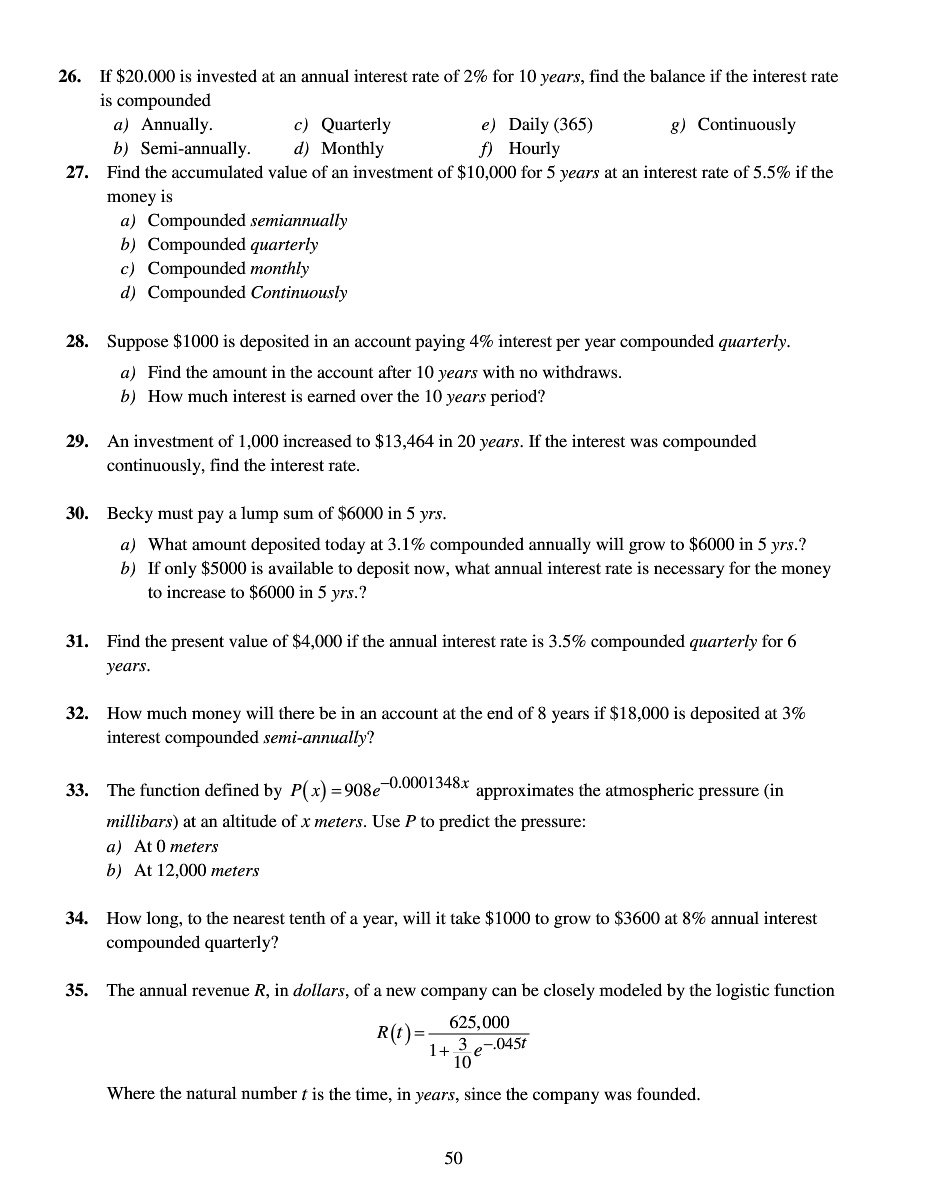 26. If $20.000 is invested at an annual interest rate of 2% for 10 years, find the balance if the interest rate
is compounded
a) Annually. c) Quarterly e) Daily (365) g) Continuously
b) Semi-annually. d) Monthly f) Hourly
27. Find the accumulated value of an investment of $10,000 for 5 years at an interest rate of 5.5% if the
money is
a) Compounded semiannually
b) Compounded quarterly
c) Compounded monthly
d) Compounded Continuously
28. Suppose $1000 is deposited in an account paying 4% interest per year compounded quarterly.
a) Find the amount in the account after 10 years with no withdraws.
b) How much interest is earned over the 10 years period?
29. An investment of 1,000 increased to $13,464 in 20 years. If the interest was compounded
continuously, find the interest rate.
30. Becky must pay a lump sum of $6000 in 5 yrs.
a) What amount deposited today at 3.1% compounded annually will grow to $6000 in 5 yrs.?
b) If only $5000 is available to deposit now, what annual interest rate is necessary for the money
to increase to $6000 in 5 yrs.?
31. Find the present value of $4,000 if the annual interest rate is 3.5% compounded quarterly for 6
years.
32. How much money will there be in an account at the end of 8 years if $18,000 is deposited at 3%
interest compounded semi-annually?
33. The function defined by P(x) = 908e^{−0.0001348x} approximates the atmospheric pressure (in
millibars) at an altitude of x meters. Use P to predict the pressure:
a) At 0 meters
b) At 12,000 meters
34. How long, to the nearest tenth of a year, will it take $1000 to grow to $3600 at 8% annual interest
compounded quarterly?
35. The annual revenue R, in dollars, of a new company can be closely modeled by the logistic function
R(t) = \frac{625,000}{1 + \frac{3}{10} e^{−.045t}}
Where the natural number t is the time, in years, since the company was founded.
50